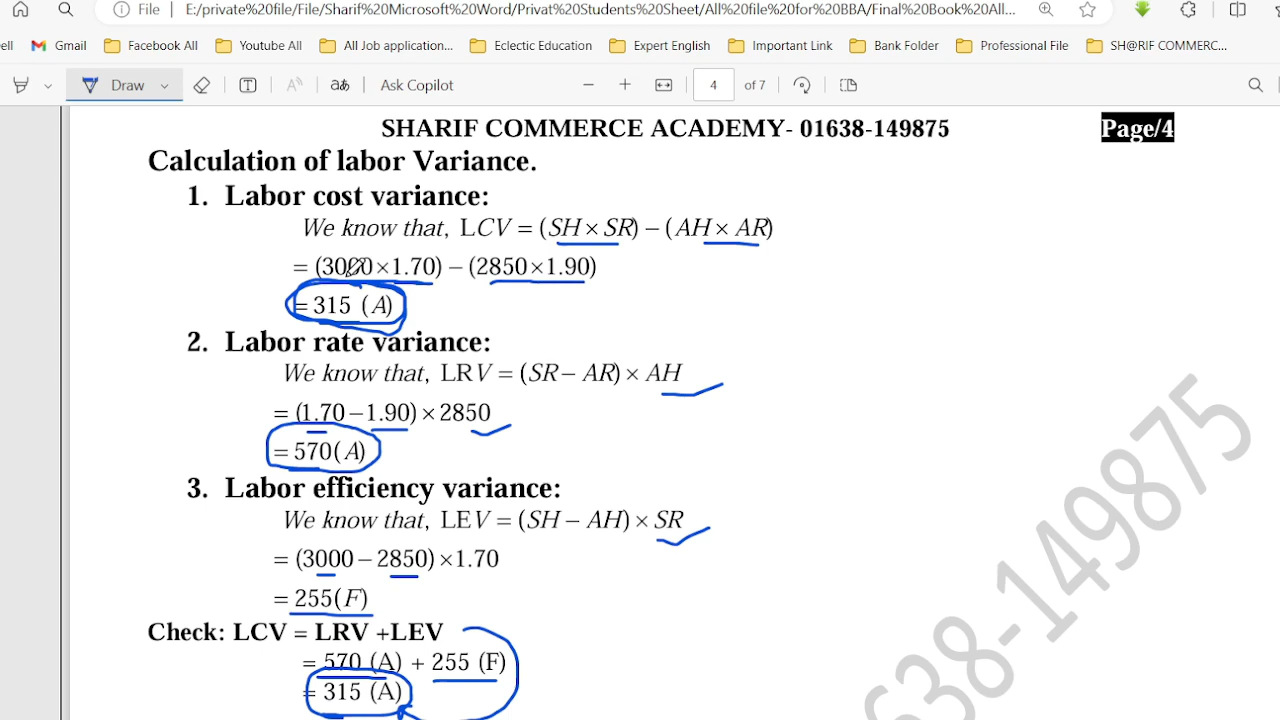 File E:/private%20file/File/Sharif%20Microsoft%20Word/Privat%20Students%20Sheet/All%20file%20for%20BBA/Final%20Book%20All...
ell Gmail Facebook All Youtube All All Job application... Eclectic Education Expert English Important Link Bank Folder Professional File SH@RIF COMMERC...
Draw Ask Copilot 4 of 7
SHARIF COMMERCE ACADEMY- 01638-149875 Page/4
Calculation of labor Variance.
1. Labor cost variance:
We know that, LCV = (SH × SR) − (AH × AR)
= (3000 × 1.70) − (2850 × 1.90)
= 315 (A)
2. Labor rate variance:
We know that, LRV = (SR − AR) × AH
= (1.70 − 1.90) × 2850
= 570(A)
3. Labor efficiency variance:
We know that, LEV = (SH − AH) × SR
= (3000 − 2850) × 1.70
= 255(F)
Check: LCV = LRV +LEV
= 570 (A) + 255 (F)
= 315 (A)
638-149875